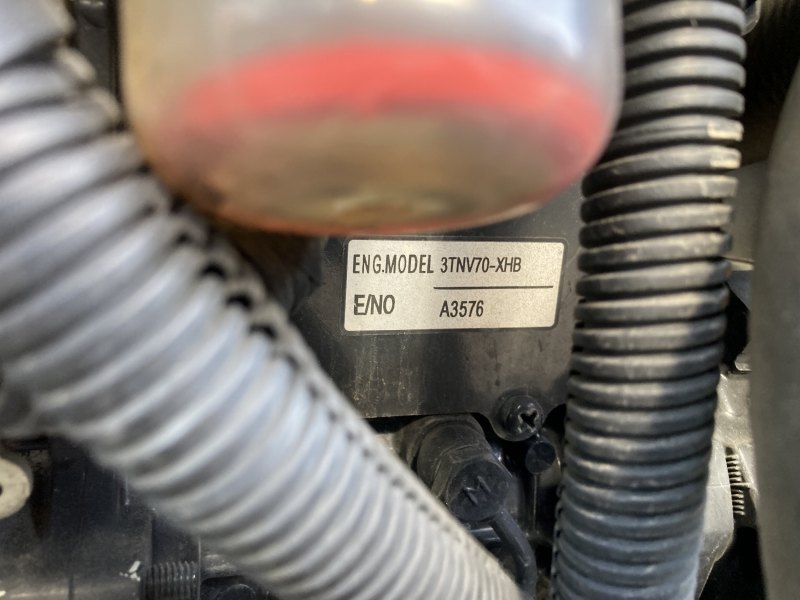 ENG.MODEL 3TNV70-XHB
E/NO A3576
M